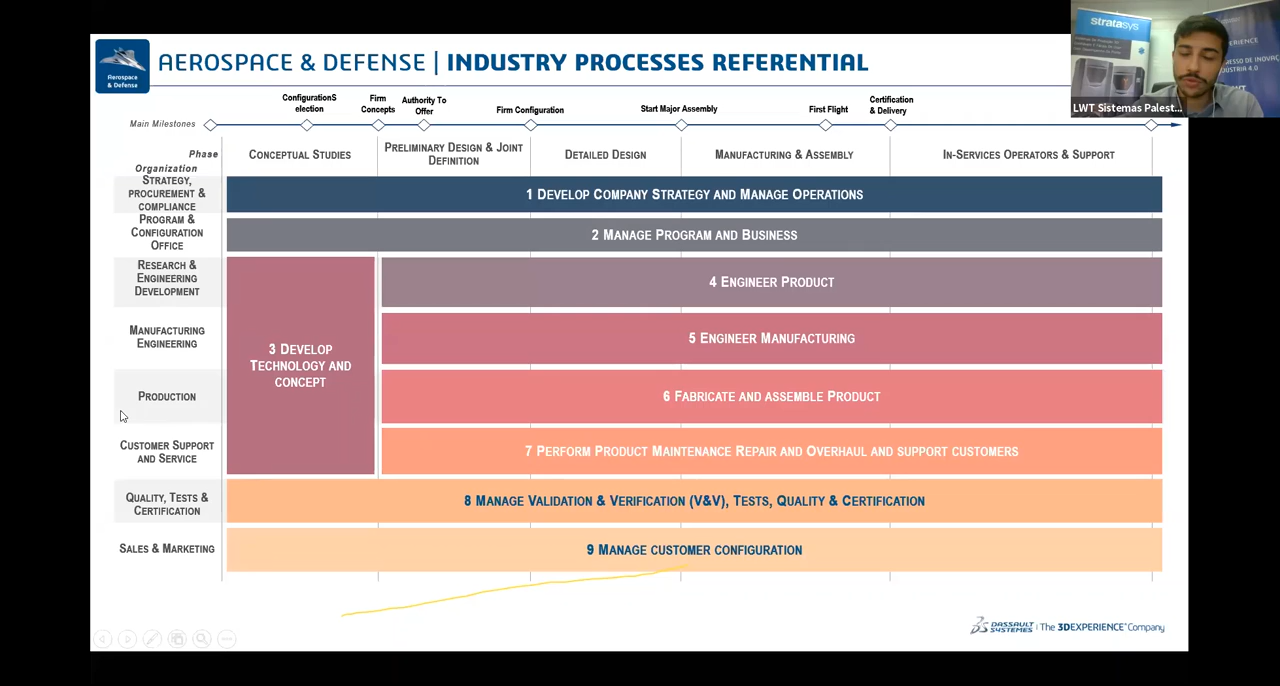 Aerospace
& Defense
AEROSPACE & DEFENSE | INDUSTRY PROCESSES REFERENTIAL
stratasys
LWT Sistemas Palest...
Main Milestones
ConfigurationS
election
Firm
Concepts
Authority To
Offer
Firm Configuration
Start Major Assembly
First Flight
Certification
& Delivery
Phase
CONCEPTUAL STUDIES
PRELIMINARY DESIGN & JOINT
DEFINITION
DETAILED DESIGN
MANUFACTURING & ASSEMBLY
IN-SERVICES OPERATORS & SUPPORT
Organization
STRATEGY,
PROCUREMENT &
COMPLIANCE
1 DEVELOP COMPANY STRATEGY AND MANAGE OPERATIONS
PROGRAM &
CONFIGURATION
OFFICE
2 MANAGE PROGRAM AND BUSINESS
RESEARCH &
ENGINEERING
DEVELOPMENT
3 DEVELOP
TECHNOLOGY AND
CONCEPT
4 ENGINEER PRODUCT
MANUFACTURING
ENGINEERING
5 ENGINEER MANUFACTURING
PRODUCTION
6 FABRICATE AND ASSEMBLE PRODUCT
CUSTOMER SUPPORT
AND SERVICE
7 PERFORM PRODUCT MAINTENANCE REPAIR AND OVERHAUL AND SUPPORT CUSTOMERS
QUALITY, TESTS &
CERTIFICATION
8 MANAGE VALIDATION & VERIFICATION (V&V), TESTS, QUALITY & CERTIFICATION
SALES & MARKETING
9 MANAGE CUSTOMER CONFIGURATION
DASSAULT
SYSTEMES | The 3DEXPERIENCE Company